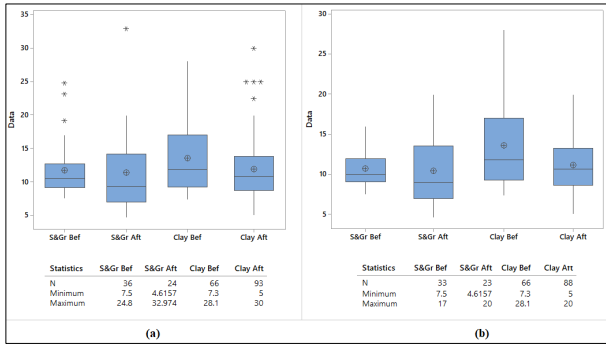 35
30
25
20
15
10
5
Data
S&Gr Bef S&Gr Aft Clay Bef Clay Aft
Statistics S&Gr Bef S&Gr Aft Clay Bef Clay Aft
N 36 24 66 93
Minimum 7.5 4.6157 7.3 5
Maximum 24.8 32.974 28.1 30
(a)
30
25
20
15
10
5
Data
S&Gr Bef S&Gr Aft Clay Bef Clay Aft
Statistics S&Gr Bef S&Gr Aft Clay Bef Clay Art
N 33 23 66 88
Minimum 7.5 4.6157 7.3 5
Maximum 17 20 28.1 20
(b)